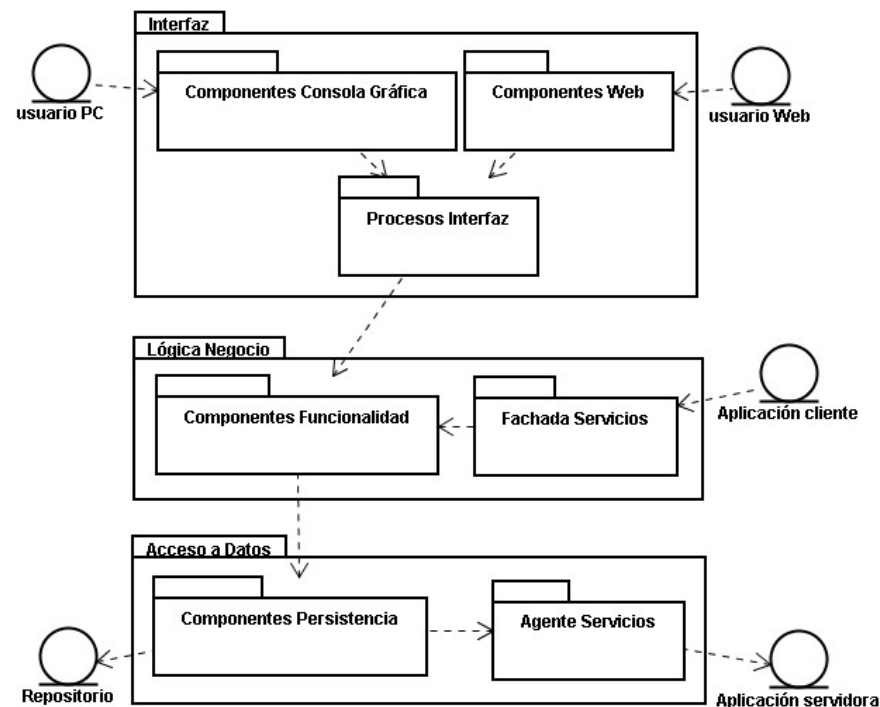 Interfaz
Componentes Consola Gráfica
Componentes Web
usuario PC
usuario Web
Procesos Interfaz
Lógica Negocio
Componentes Funcionalidad
Fachada Servicios
Aplicación cliente
Acceso a Datos
Componentes Persistencia
Agente Servicios
Repositorio
Aplicación servidora